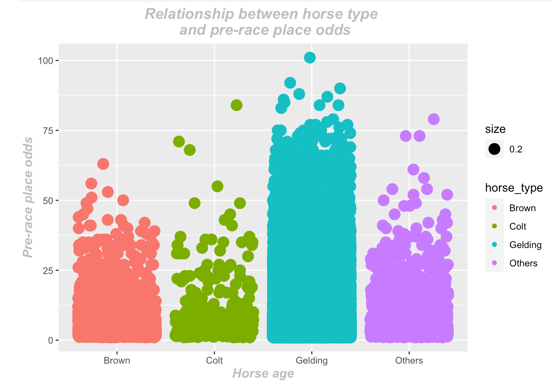 Relationship between horse type
and pre-race place odds
Pre-race place odds
100
75
50
25
0
Brown
Colt
Gelding
Others
Horse age
size
0.2
horse_type
Brown
Colt
Gelding
Others